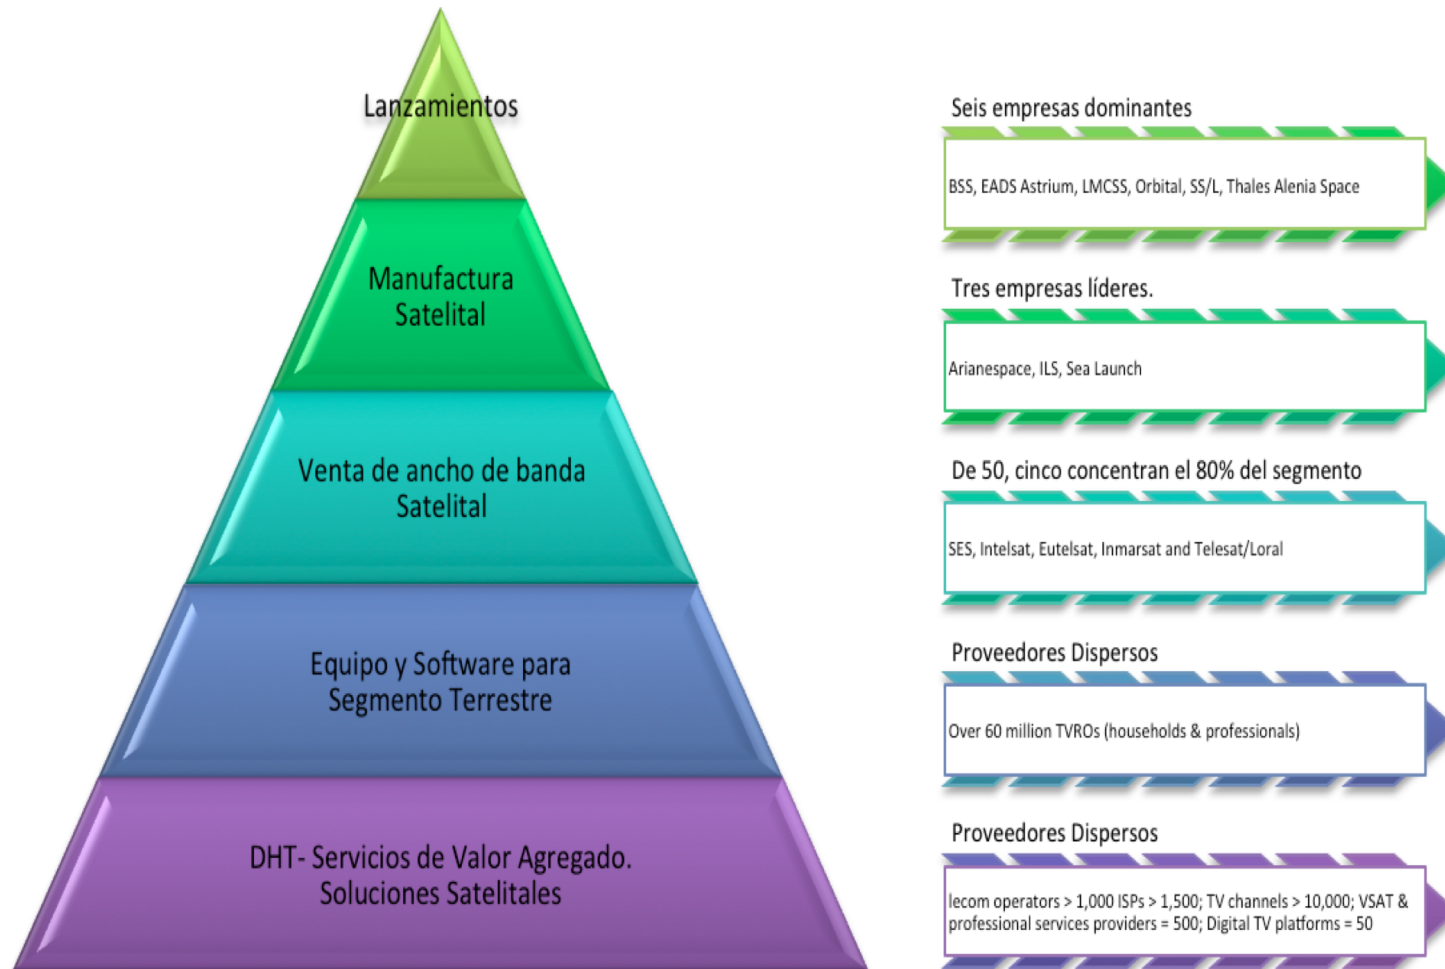 Lanzamientos
Seis empresas dominantes
BSS, EADS Astrium, LMCSS, Orbital, SS/L, Thales Alenia Space
Manufactura
Satelital
Tres empresas líderes.
Arianespace, ILS, Sea Launch
Venta de ancho de banda
Satelital
De 50, cinco concentran el 80% del segmento
SES, Intelsat, Eutelsat, Inmarsat and Telesat/Loral
Equipo y Software para
Segmento Terrestre
Proveedores Dispersos
Over 60 million TVROs (households & professionals)
DHT- Servicios de Valor Agregado.
Soluciones Satelitales
Proveedores Dispersos
lecom operators > 1,000 ISPs > 1,500; TV channels > 10,000; VSAT &
professional services providers = 500; Digital TV platforms = 50